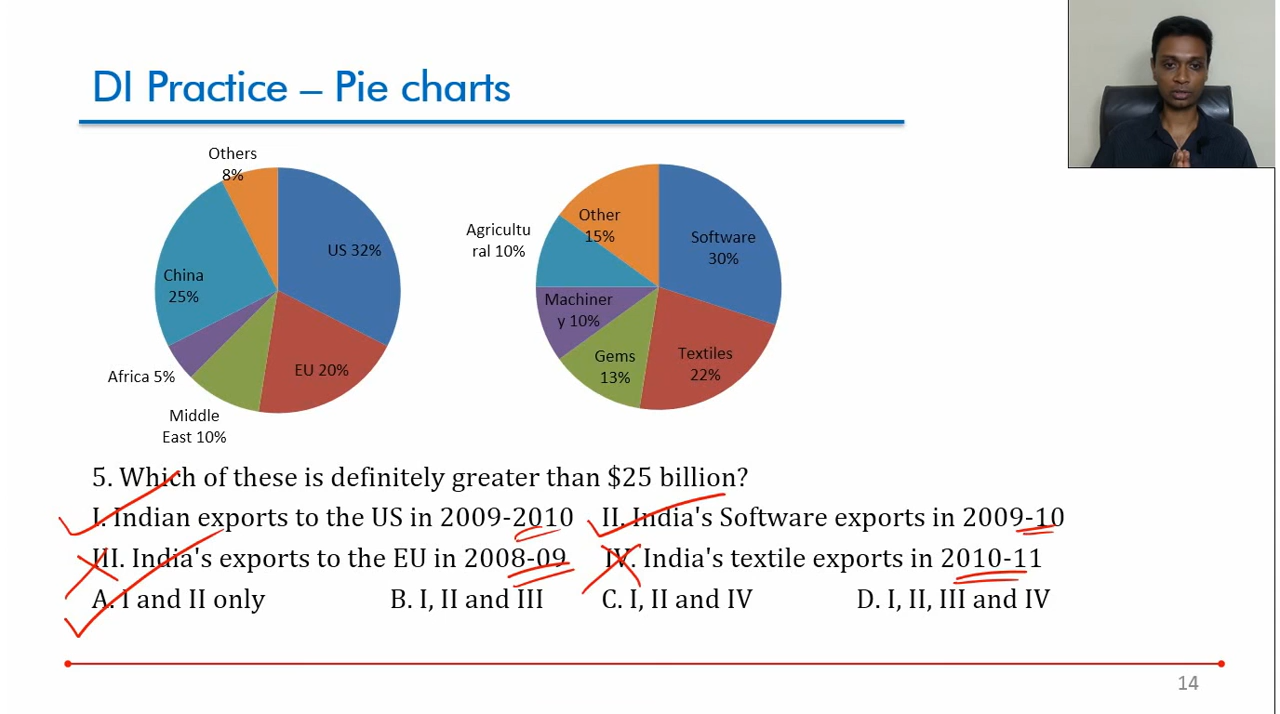 DI Practice – Pie charts
Others
8%
US 32%
China
25%
EU 20%
Africa 5%
Middle
East 10%
Other
15%
Agricultu
ral 10%
Software
30%
Machiner
y 10%
Textiles
22%
Gems
13%
5. Which of these is definitely greater than $25 billion?
I. Indian exports to the US in 2009-2010 II. India's Software exports in 2009-10
III. India's exports to the EU in 2008-09 IV. India's textile exports in 2010-11
A. I and II only B. I, II and III C. I, II and IV D. I, II, III and IV
14